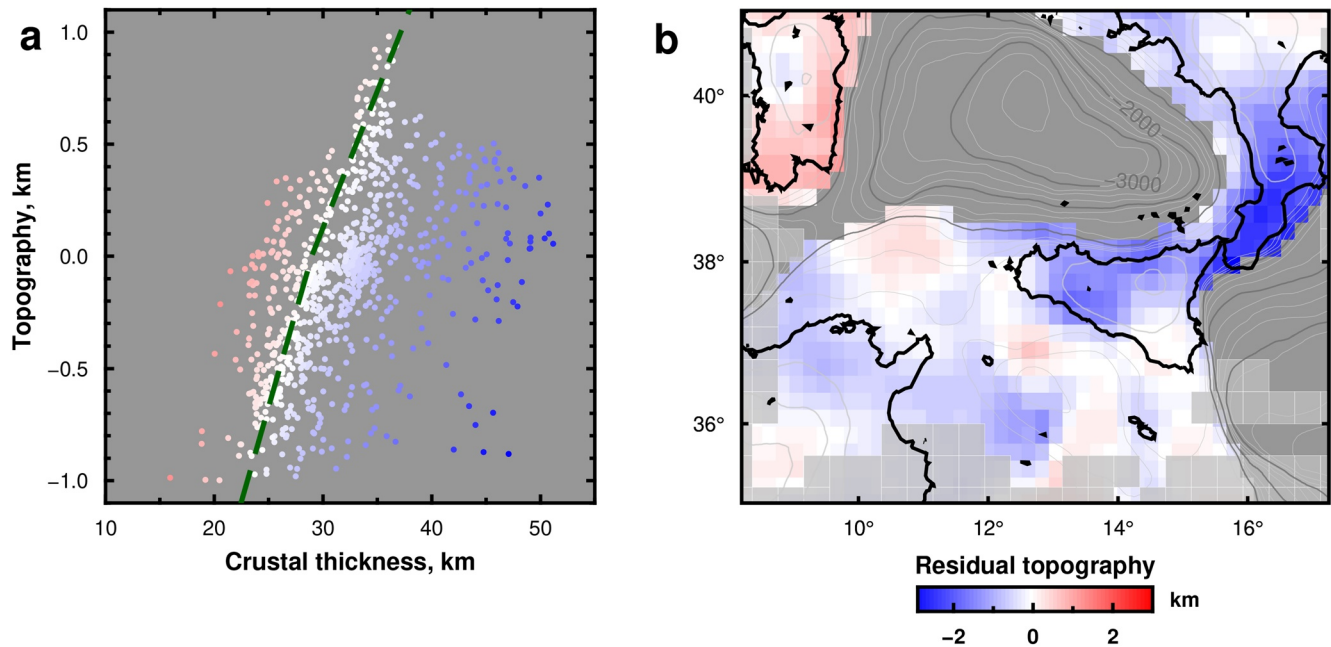 a
1.0
0.5
0.0
−0.5
−1.0
Topography, km
10 20 30 40 50
Crustal thickness, km
b
40°
38°
36°
−2000
−3000
10° 12° 14° 16°
Residual topography
km
−2 0 2